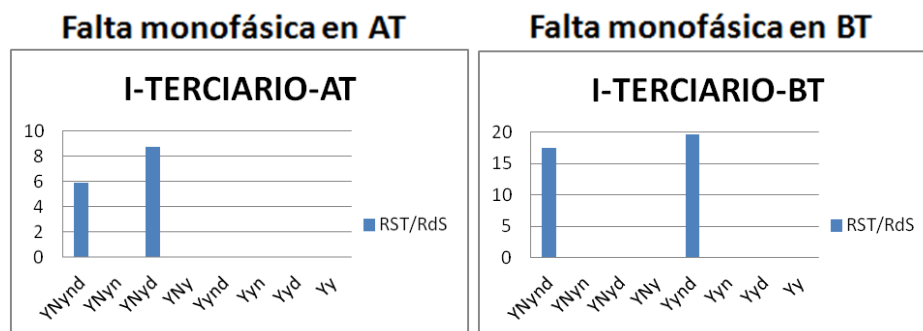 Falta monofásica en AT
I-TERCIARIO-AT
10
8
6
4
2
0
YNynd
YNyn
YNyd
YNy
Yynd
Yyn
Yyd
Yy
RST/RdS
Falta monofásica en BT
I-TERCIARIO-BT
20
15
10
5
0
YNynd
YNyn
YNyd
YNy
Yynd
Yyn
Yyd
Yy
RST/RdS